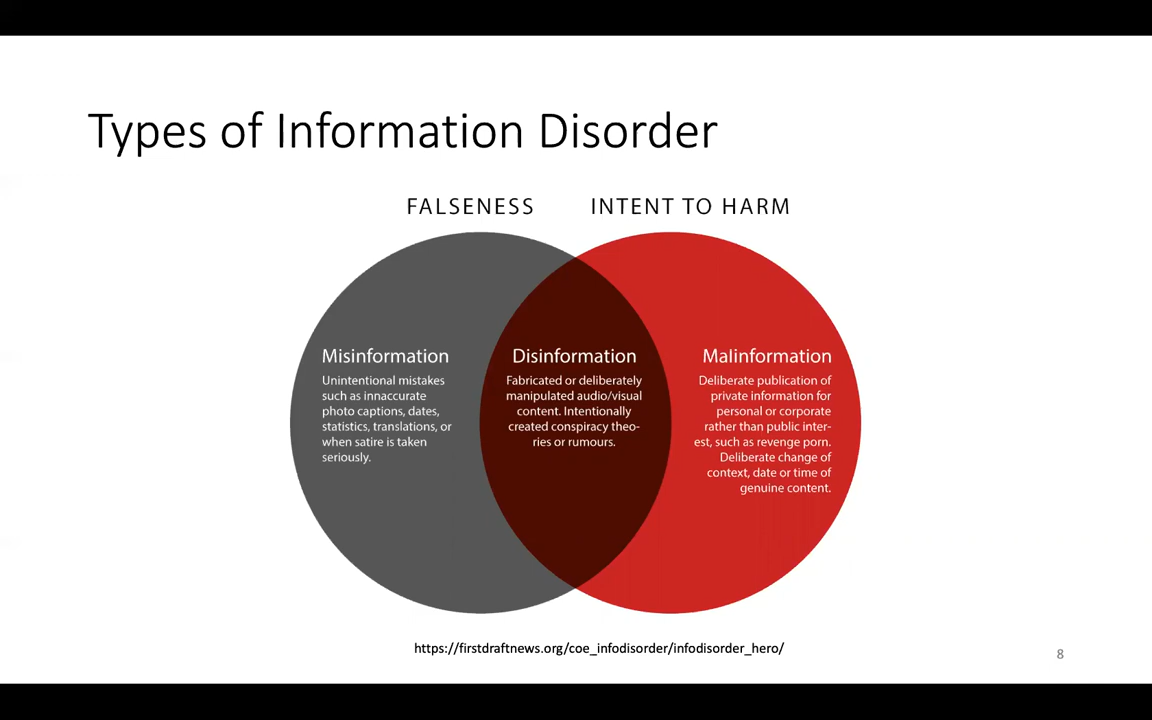 Types of Information Disorder
FALSENESS
INTENT TO HARM
Misinformation
Unintentional mistakes
such as innaccurate
photo captions, dates,
statistics, translations, or
when satire is taken
seriously.
Disinformation
Fabricated or deliberately
manipulated audio/visual
content. Intentionally
created conspiracy theo-
ries or rumours.
Malinformation
Deliberate publication of
private information for
personal or corporate
rather than public inter-
est, such as revenge porn.
Deliberate change of
context, date or time of
genuine content.
https://firstdraftnews.org/coe_infodisorder/infodisorder_hero/
8